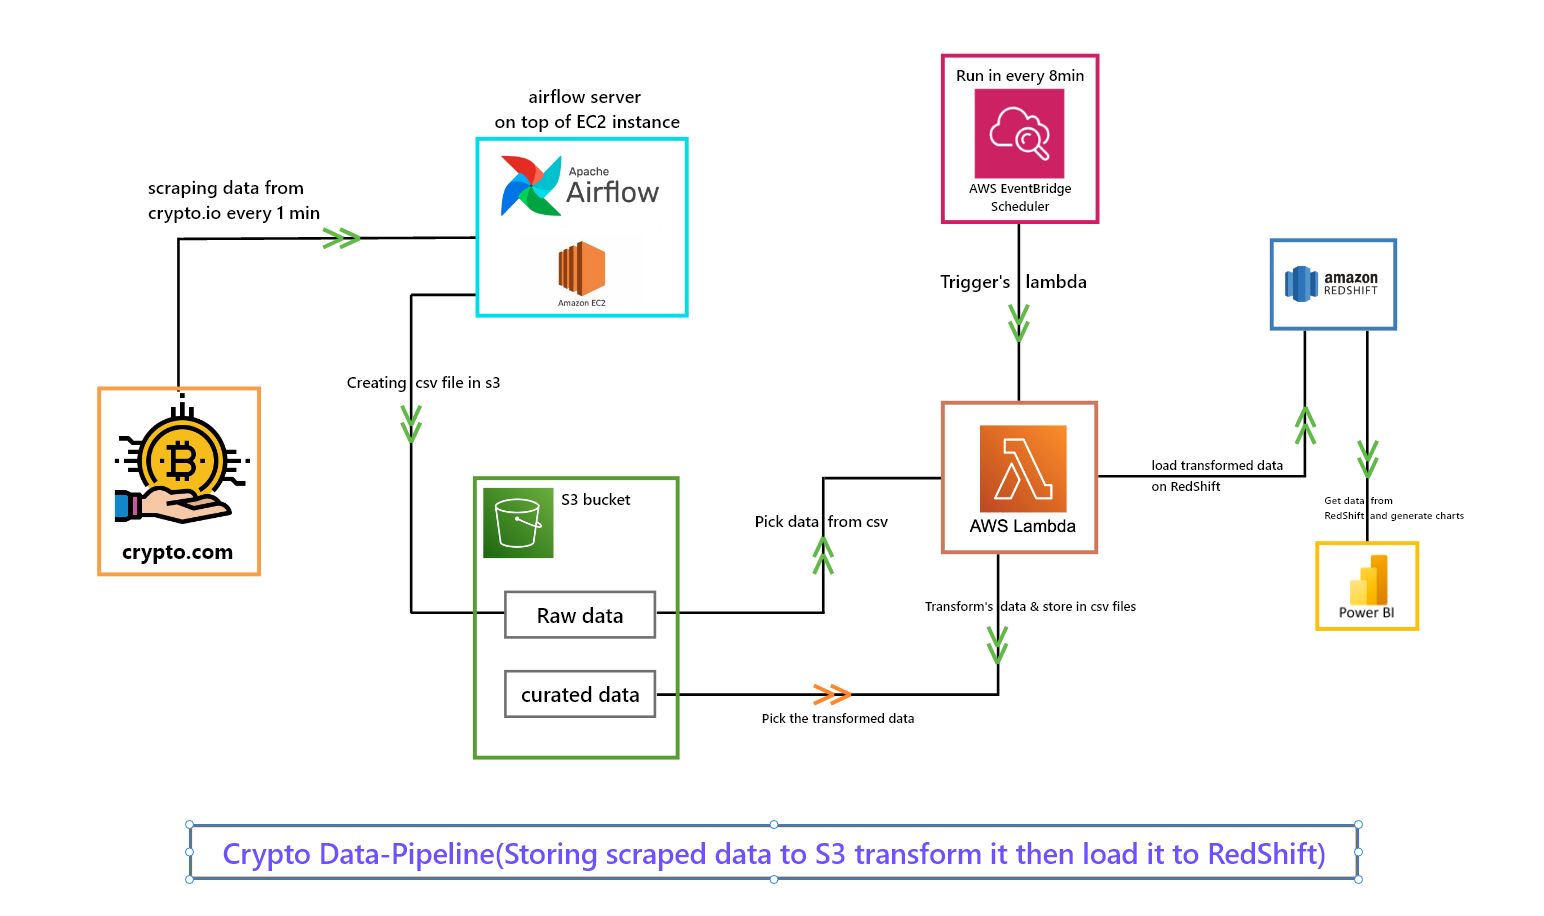 Run in every 8min
AWS EventBridge
Scheduler
airflow server
on top of EC2 instance
Apache
Airflow
Amazon EC2
scraping data from
crypto.io every 1 min
Trigger's lambda
amazon
REDSHIFT
Creating csv file in s3
crypto.com
S3 bucket
Raw data
curated data
Pick data from csv
AWS Lambda
load transformed data
on RedShift
Get data from
RedShift and generate charts
Power BI
Transform's data & store in csv files
Pick the transformed data
Crypto Data-Pipeline(Storing scraped data to S3 transform it then load it to RedShift)